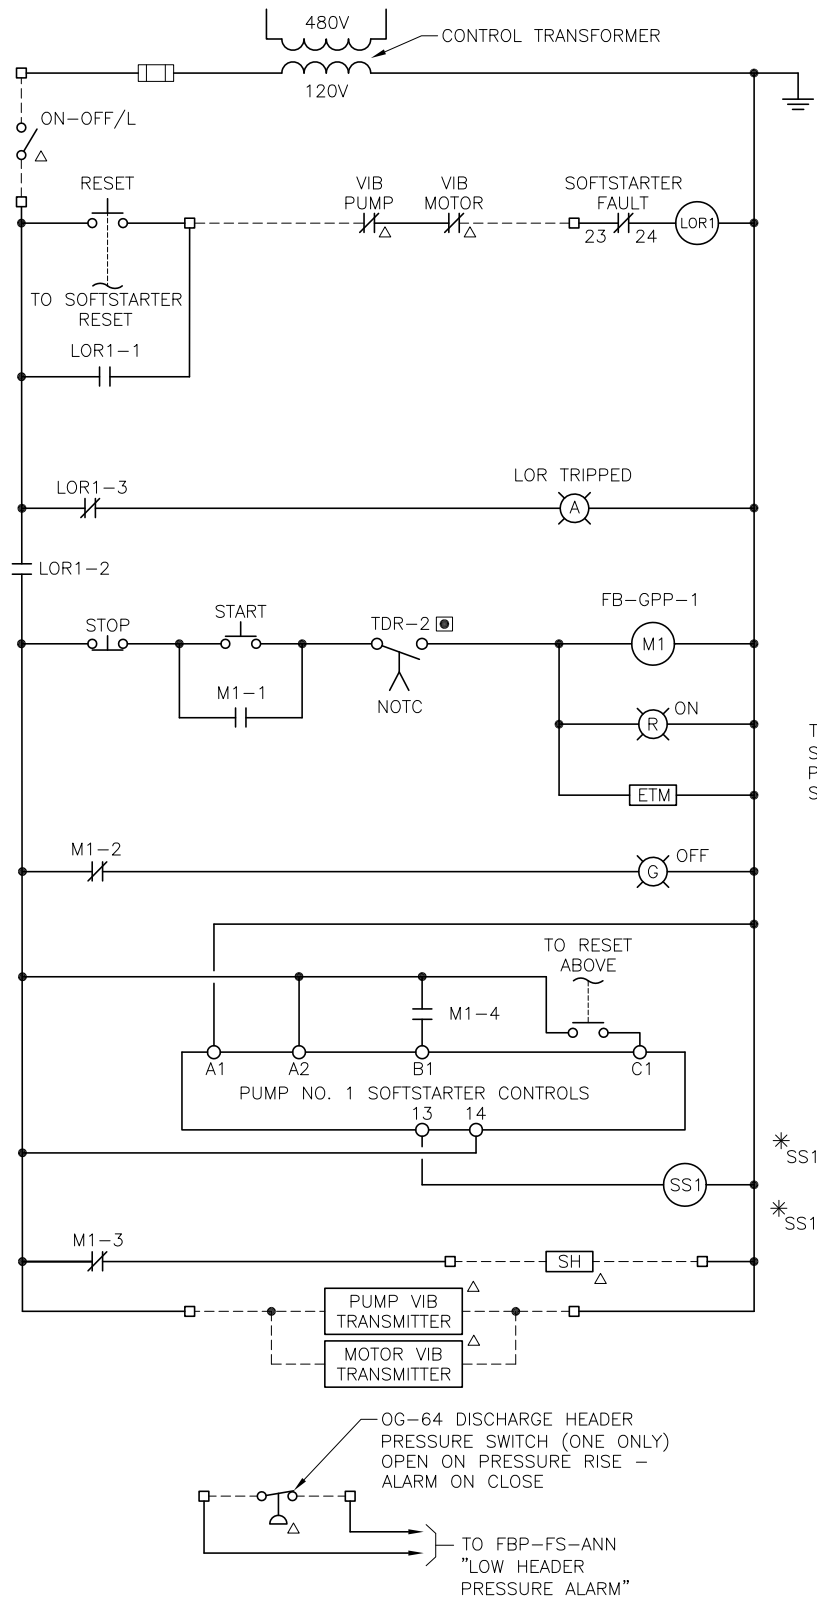 480V
CONTROL TRANSFORMER
120V
ON-OFF/L
RESET
VIB
PUMP
VIB
MOTOR
SOFTSTARTER
FAULT
23
24
LOR1
TO SOFTSTARTER
RESET
LOR1-1
LOR TRIPPED
LOR1-3
A
LOR1-2
FB-GPP-1
STOP
START
TDR-2
M1
M1-1
NOTC
R
ON
T
S
P
S
ETM
M1-2
G
OFF
TO RESET
ABOVE
M1-4
A1
A2
B1
C1
PUMP NO. 1 SOFTSTARTER CONTROLS
13
14
*SS1
SS1
*SS1
M1-3
SH
PUMP VIB
TRANSMITTER
MOTOR VIB
TRANSMITTER
OG-64 DISCHARGE HEADER
PRESSURE SWITCH (ONE ONLY)
OPEN ON PRESSURE RISE -
ALARM ON CLOSE
TO FBP-FS-ANN
"LOW HEADER
PRESSURE ALARM"